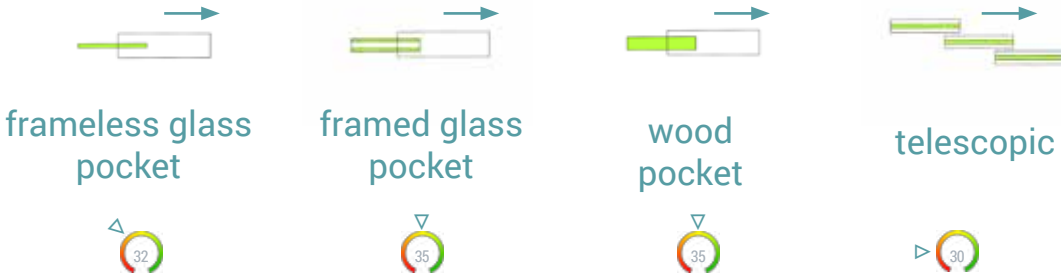 frameless glass
pocket
framed glass
pocket
wood
pocket
telescopic
32
35
35
30